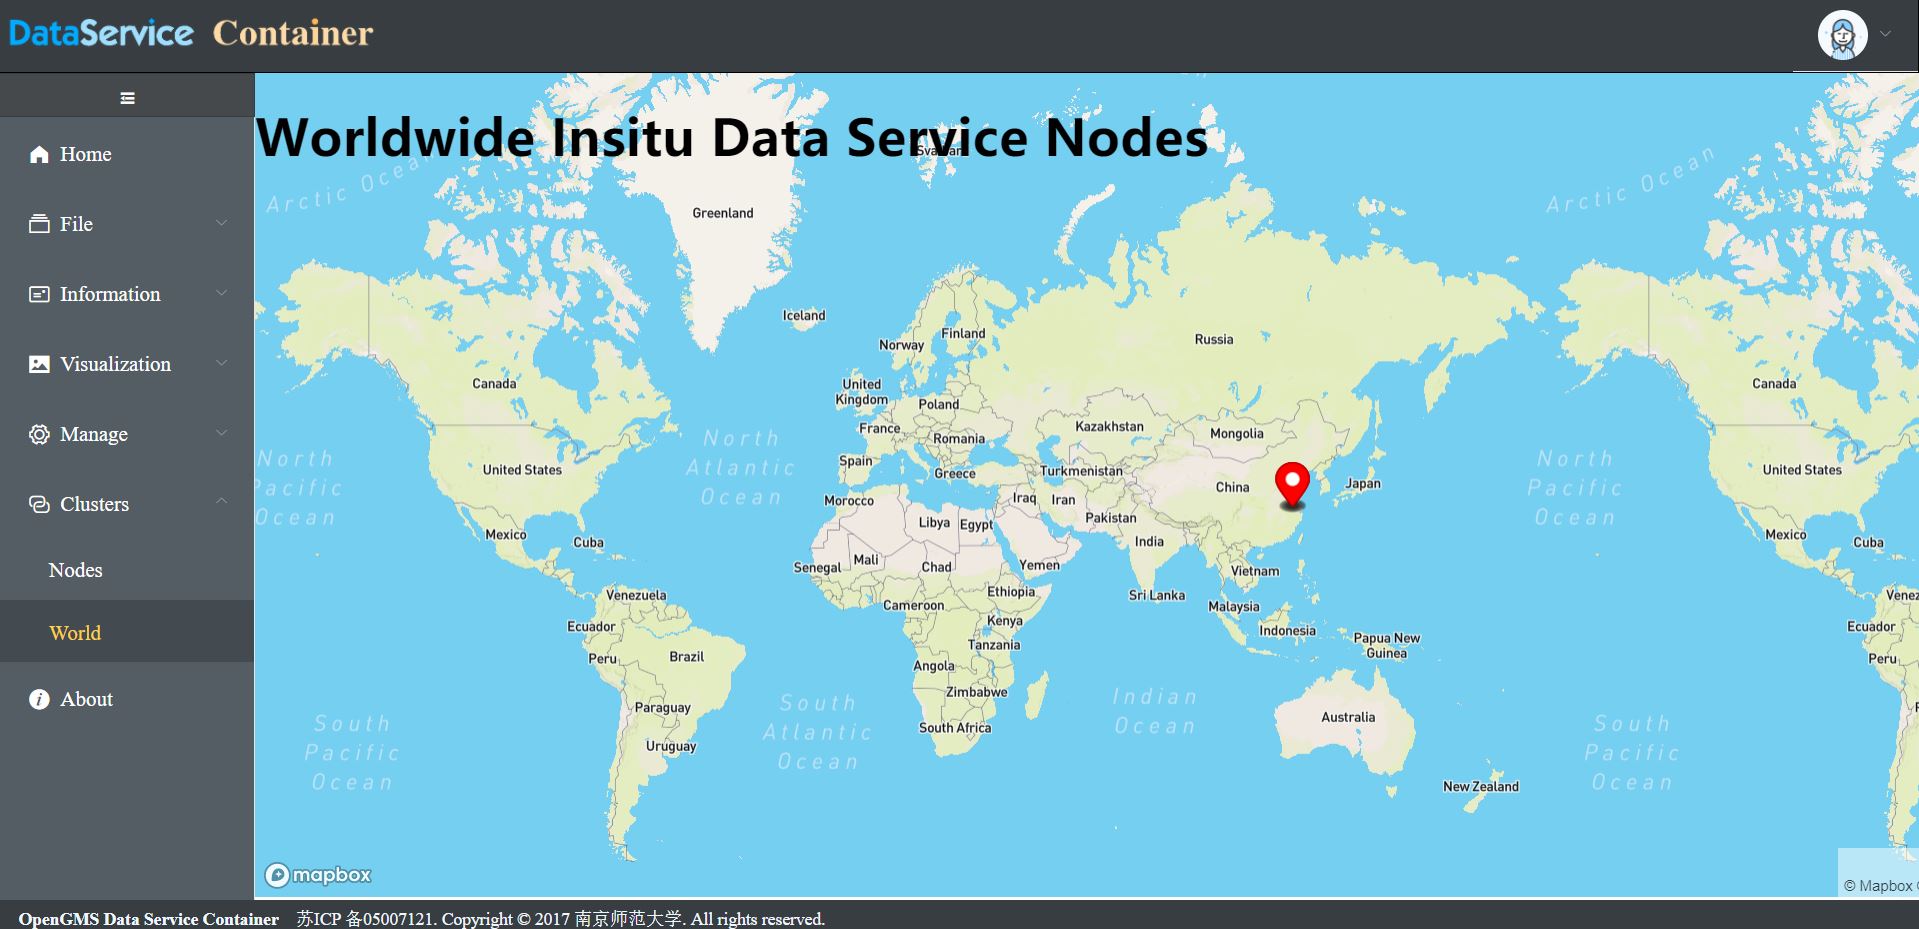 DataService Container
Home
File
Information
Visualization
Manage
Clusters
Nodes
World
About
Worldwide Insitu Data Service Nodes
Svalbard
Arctic Ocean
Arctic Ocean
Greenland
Iceland
Finland
Norway
Russia
Canada
United
Kingdom
Poland
France
Romania
Kazakhstan
Mongolia
Canada
North
Atlantic
Ocean
North
Pacific
Ocean
United States
Spain
Greece
Turkmenistan
China
Japan
North
Pacific
Ocean
United States
Morocco
Iraq
Iran
Libya
Egypt
Pakistan
Mexico
Cuba
India
Mexico
Cuba
Senegal
Mali
Chad
Yemen
Vietnam
Venezuela
Cameroon
Ethiopia
Sri Lanka
Malaysia
Venez
Ecuador
Kenya
Indonesia
Papua New
Guinea
Ecuador
Peru
Brazil
Tanzania
Peru
Angola
Zimbabwe
Paraguay
South Africa
Uruguay
South
Pacific
Ocean
South
Atlantic
Ocean
Indian
Ocean
Australia
New Zealand
South
Pacific
Ocean
mapbox
© Mapbox
OpenGMS Data Service Container 苏ICP 备05007121. Copyright © 2017 南京师范大学. All rights reserved.